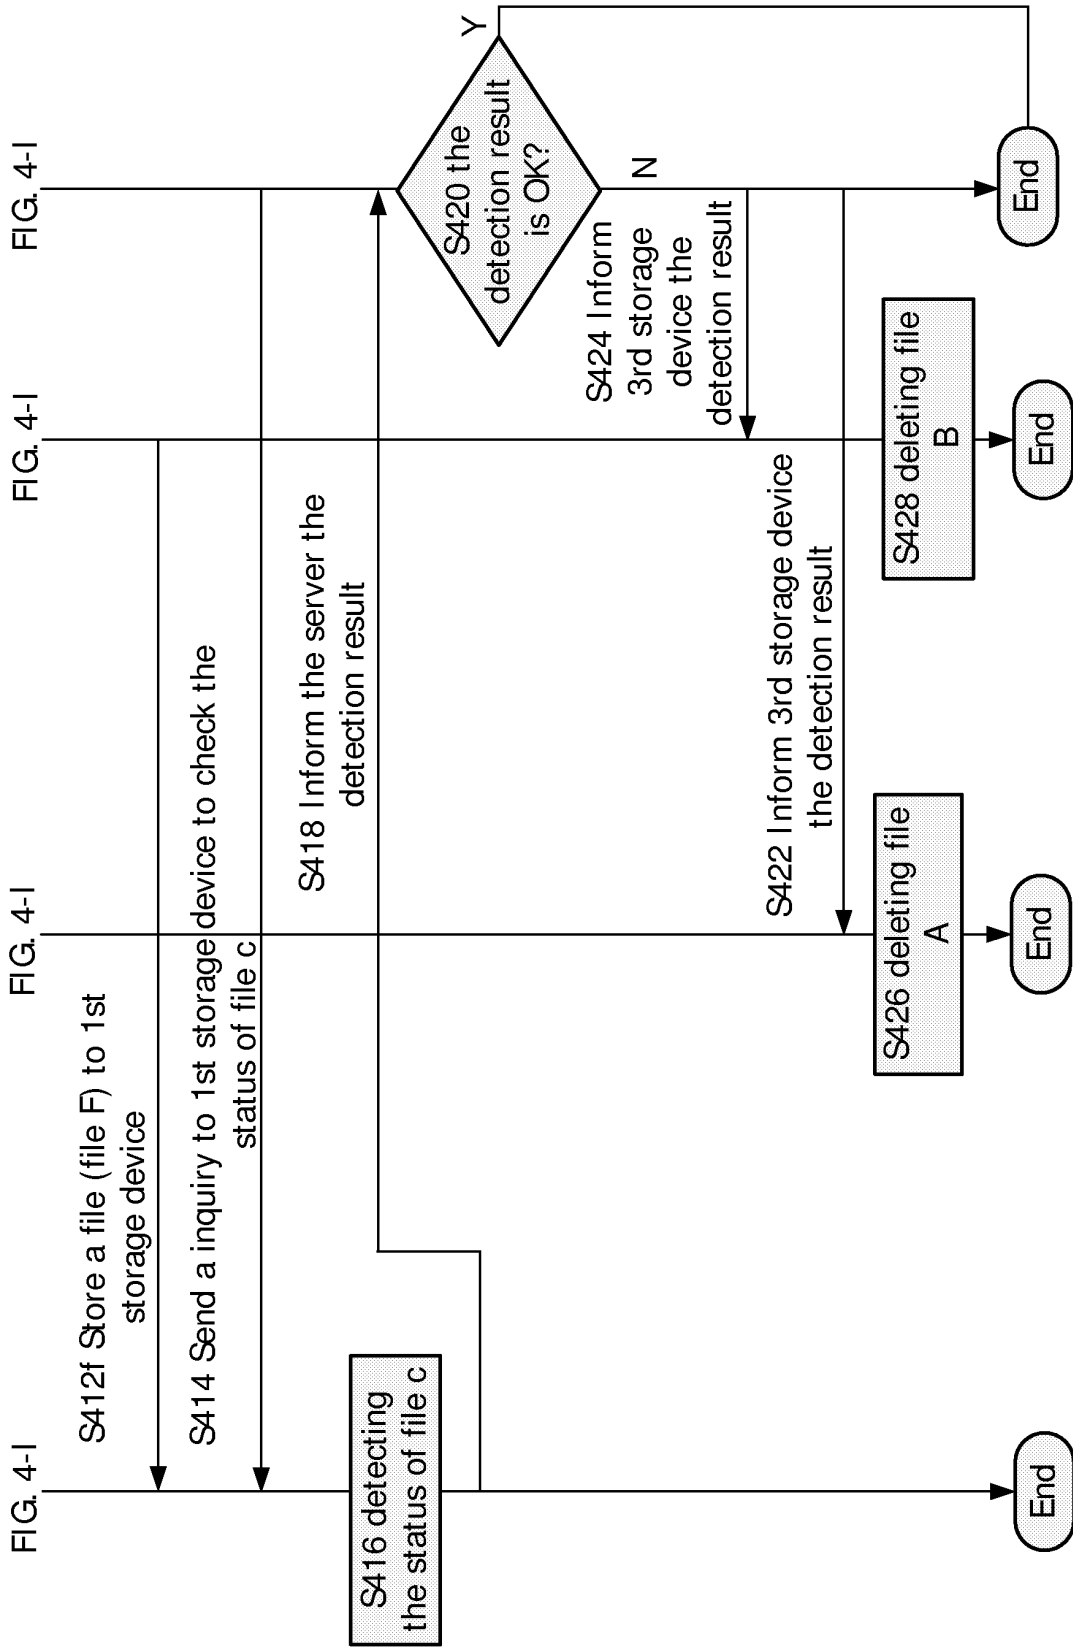 FIG. 4-I
FIG. 4-I
FIG. 4-I
FIG. 4-I
S412f Store a file (file F) to 1st
storage device
S414 Send a inquiry to 1st storage device to check the
status of file c
S416 detecting
the status of file c
S418 Inform the server the
detection result
S420 the
detection result
is OK?
Y
N
S424 Inform
3rd storage
device the
detection result
S422 Inform 3rd storage device
the detection result
S426 deleting file
A
S428 deleting file
B
End
End
End
End